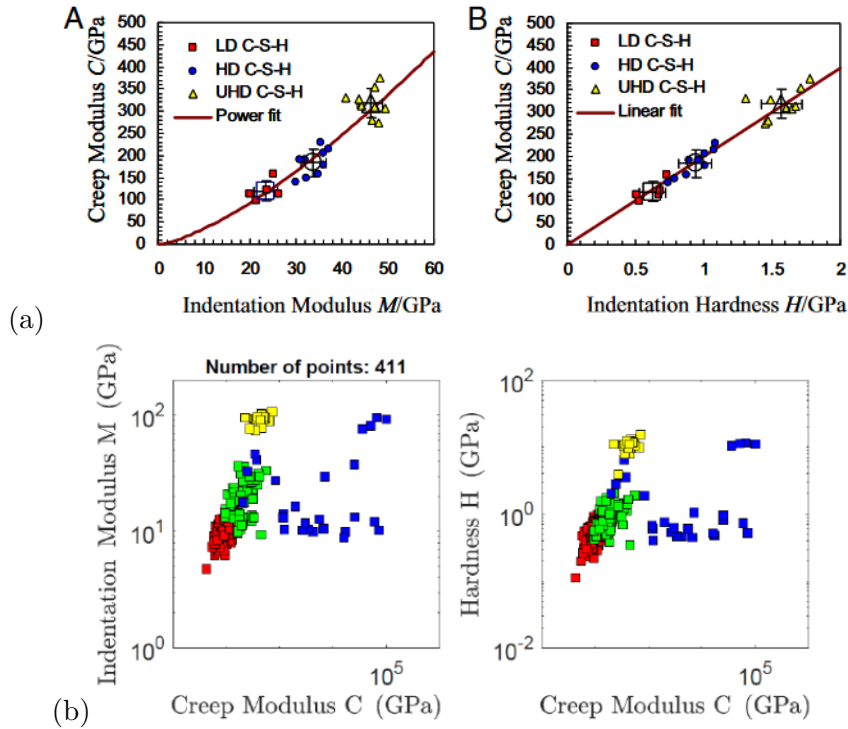 A
B
Creep Modulus C/GPa
500
450
400
350
300
250
200
150
100
50
0
LD C-S-H
HD C-S-H
UHD C-S-H
Power fit
0 10 20 30 40 50 60
Indentation Modulus M/GPa
Creep Modulus C/GPa
500
450
400
350
300
250
200
150
100
50
0
LD C-S-H
HD C-S-H
UHD C-S-H
Linear fit
0 0.5 1 1.5 2
Indentation Hardness H/GPa
(a)
Number of points: 411
Indentation Modulus M (GPa)
10²
10¹
10⁰
10⁵
Creep Modulus C (GPa)
Hardness H (GPa)
10²
10⁰
10⁻²
10⁵
Creep Modulus C (GPa)
(b)